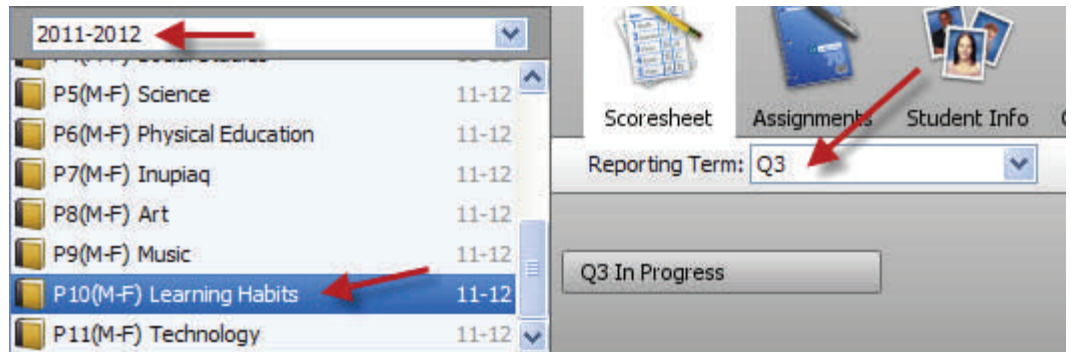 2011-2012
P5(M-F) Science 11-12
P6(M-F) Physical Education 11-12
P7(M-F) Inupiaq 11-12
P8(M-F) Art 11-12
P9(M-F) Music 11-12
P10(M-F) Learning Habits 11-12
P11(M-F) Technology 11-12
Scoresheet Assignments Student Info
Reporting Term: Q3
Q3 In Progress